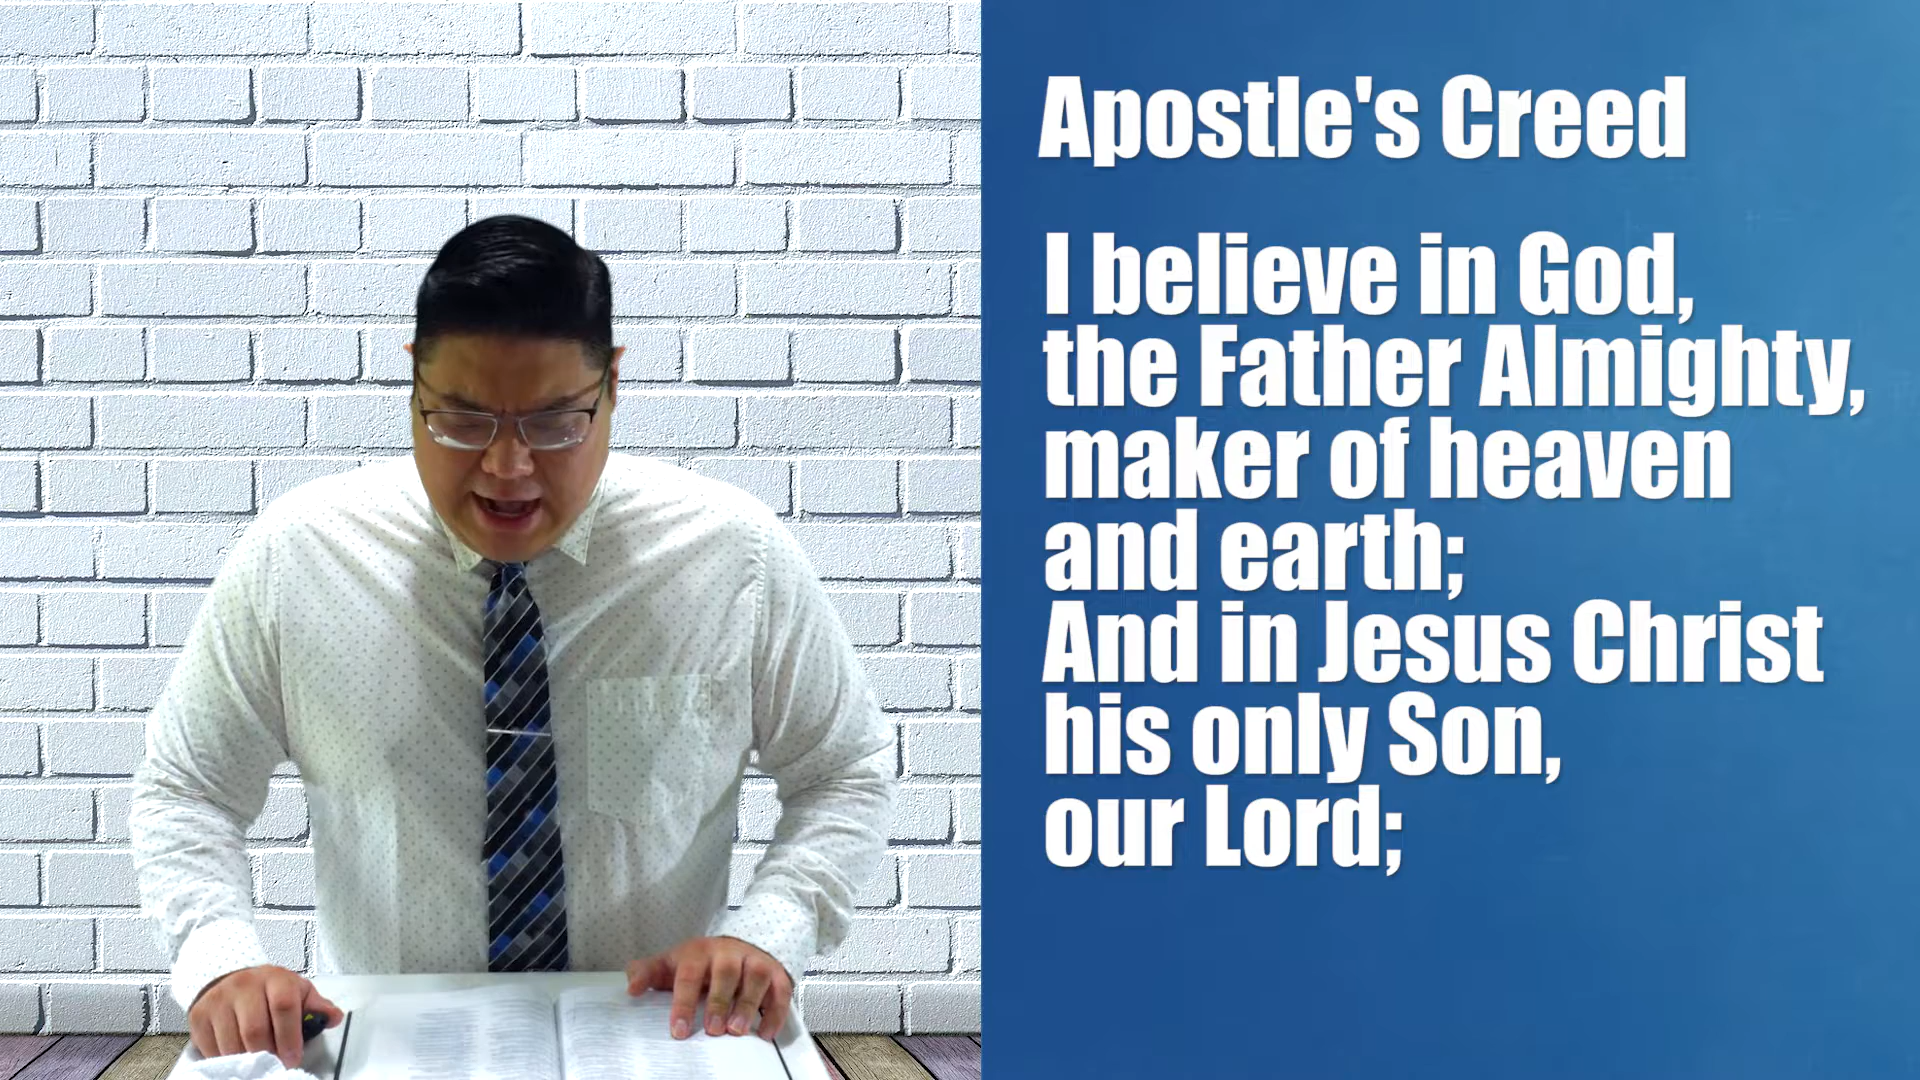 Apostle's Creed
I believe in God,
the Father Almighty,
maker of heaven
and earth;
And in Jesus Christ
his only Son,
our Lord;